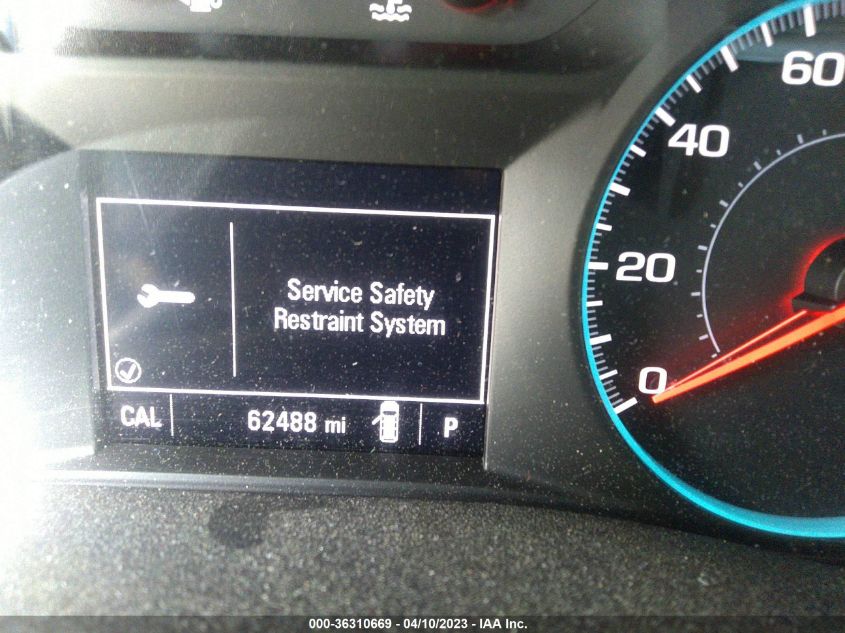 60
40
20
0
Service Safety
Restraint System
CAL 62488 mi P
000-36310669 - 04/10/2023 - IAA Inc.